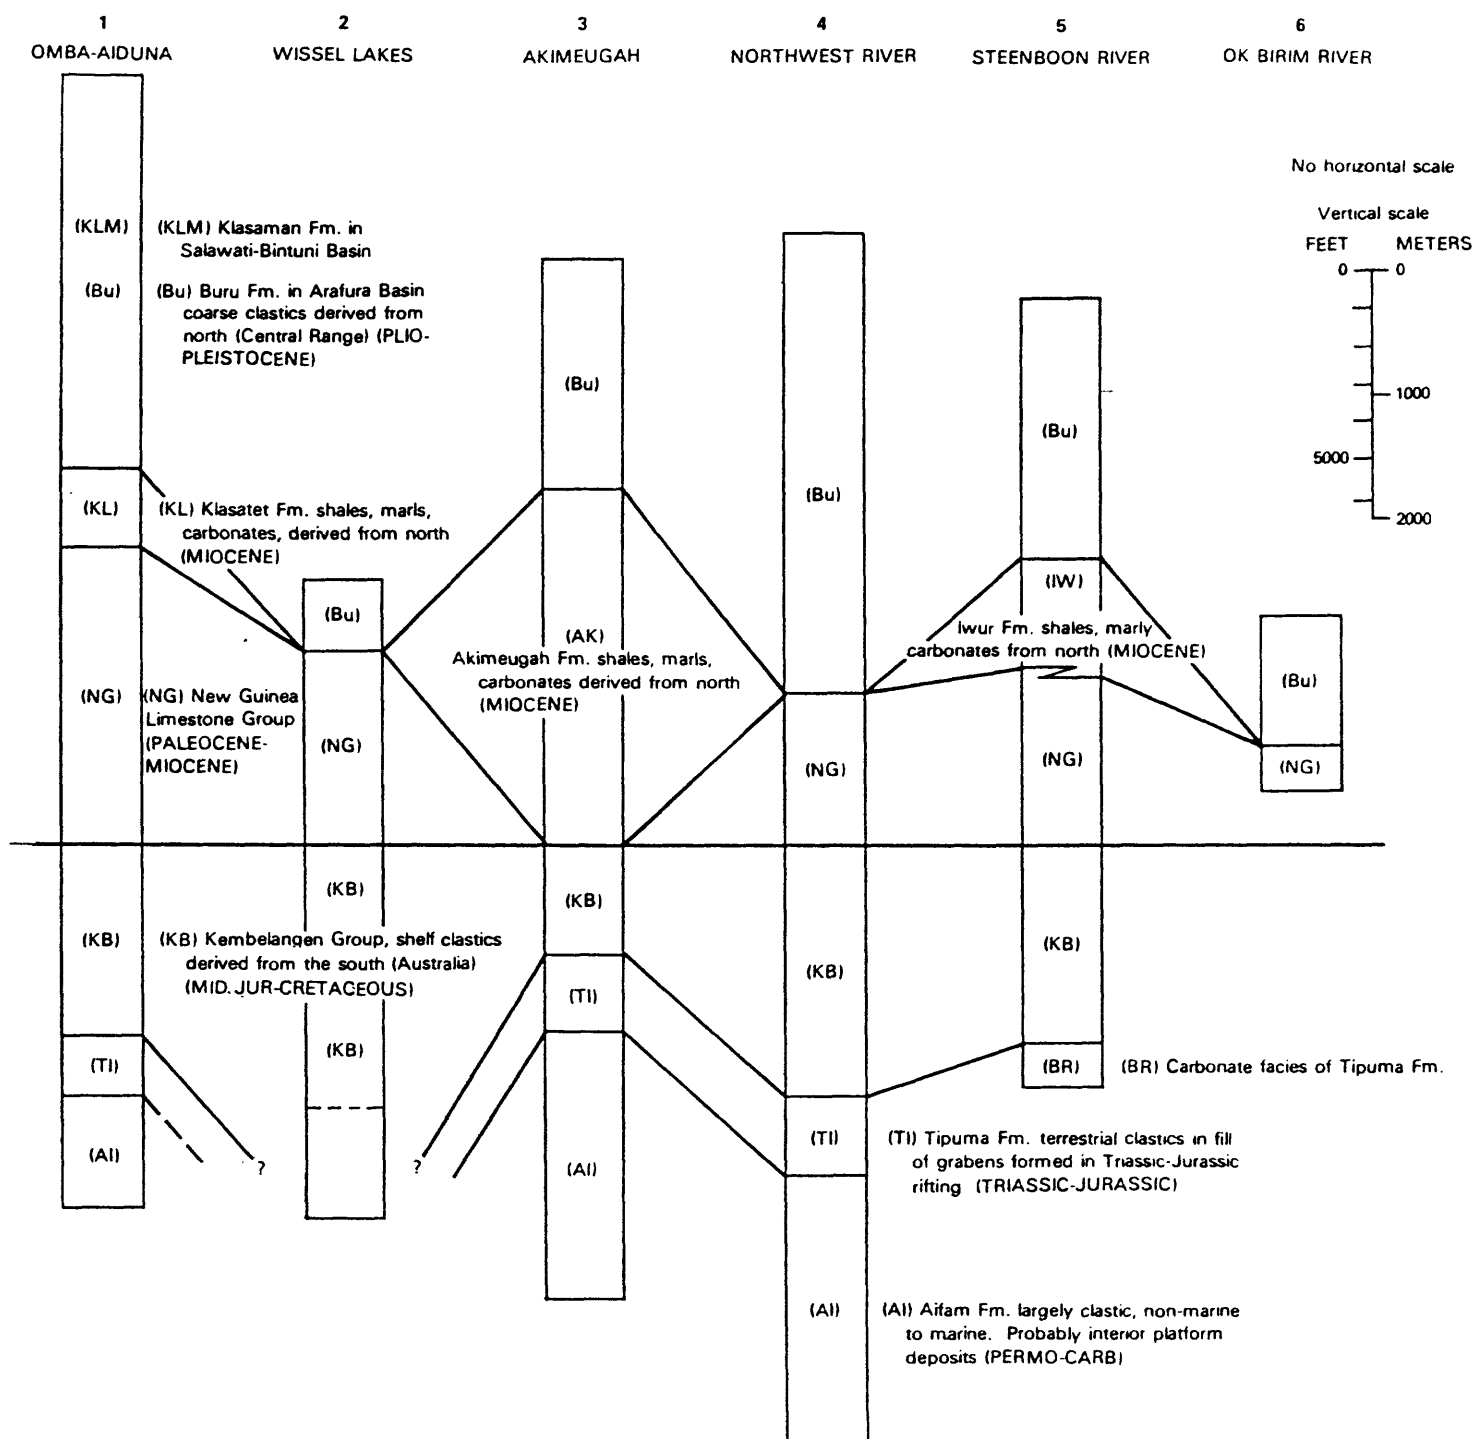 1 2 3 4 5 6
OMBA-AIDUNA WISSEL LAKES AKIMEUGAH NORTHWEST RIVER STEENBOON RIVER OK BIRIM RIVER
No horizontal scale
Vertical scale
FEET METERS
0 0
1000
5000
2000
(KLM) (KLM) Klasaman Fm. in
Salawati-Bintuni Basin
(Bu) (Bu) Buru Fm. in Arafura Basin
coarse clastics derived from
north (Central Range) (PLIO-
PLEISTOCENE)
(Bu)
(Bu)
(Bu)
(KL) (KL) Klasatet Fm. shales, marls,
carbonates, derived from north
(MIOCENE)
(IW)
Iwur Fm. shales, marly
carbonates from north (MIOCENE)
(Bu)
(AK)
Akimeugah Fm. shales, marls,
carbonates derived from north
(MIOCENE)
(Bu)
(NG) (NG) New Guinea
Limestone Group
(PALEOCENE-
MIOCENE)
(NG)
(NG)
(NG)
(NG)
(KB)
(KB)
(KB) (KB) Kembelangen Group, shelf clastics
derived from the south (Australia)
(MID. JUR-CRETACEOUS)
(KB)
(KB)
(TI)
(KB)
(TI)
(BR) (BR) Carbonate facies of Tipuma Fm.
(AI)
? ?
(AI)
(TI) (TI) Tipuma Fm. terrestrial clastics in fill
of grabens formed in Triassic-Jurassic
rifting (TRIASSIC-JURASSIC)
(AI) (AI) Aifam Fm. largely clastic, non-marine
to marine. Probably interior platform
deposits (PERMO-CARB)